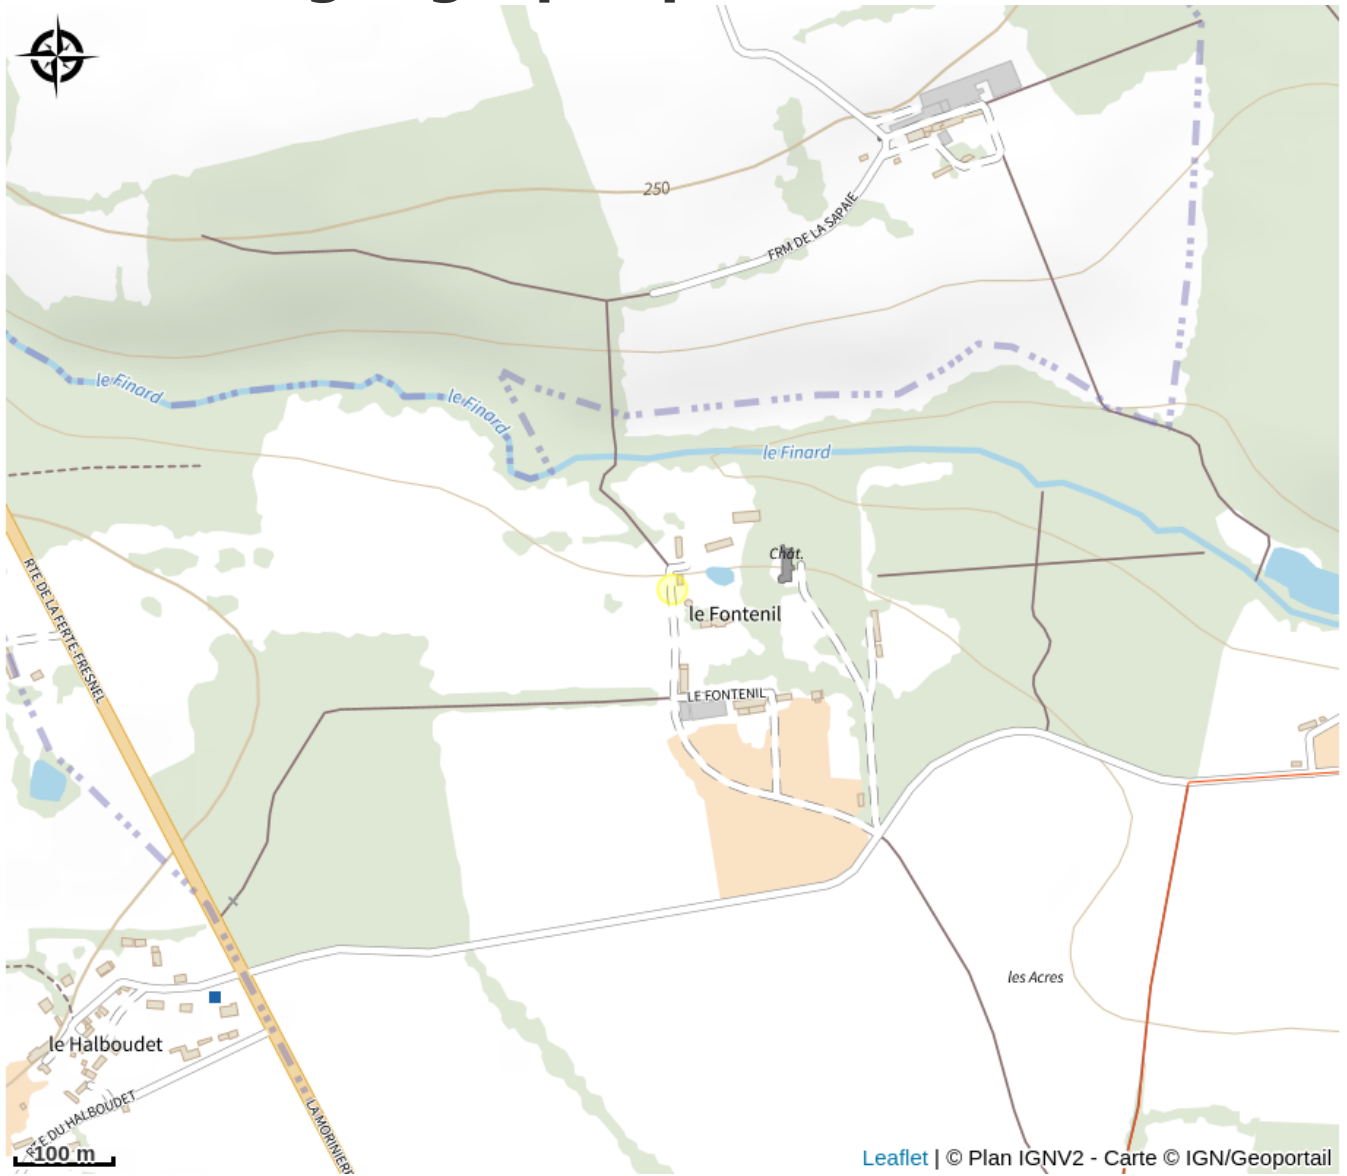 250
FRM DE LA SAPAIE
le Finard
le Finard
le Finard
Chât.
le Fontenil
RTE DE LA FERTE-FRESNEL
LE FONTENIL
les Acres
le Halboudet
RTE DU HALBOUDET
LA MORINIERE
100 m
Leaflet | © Plan IGNV2 - Carte © IGN/Geoportail